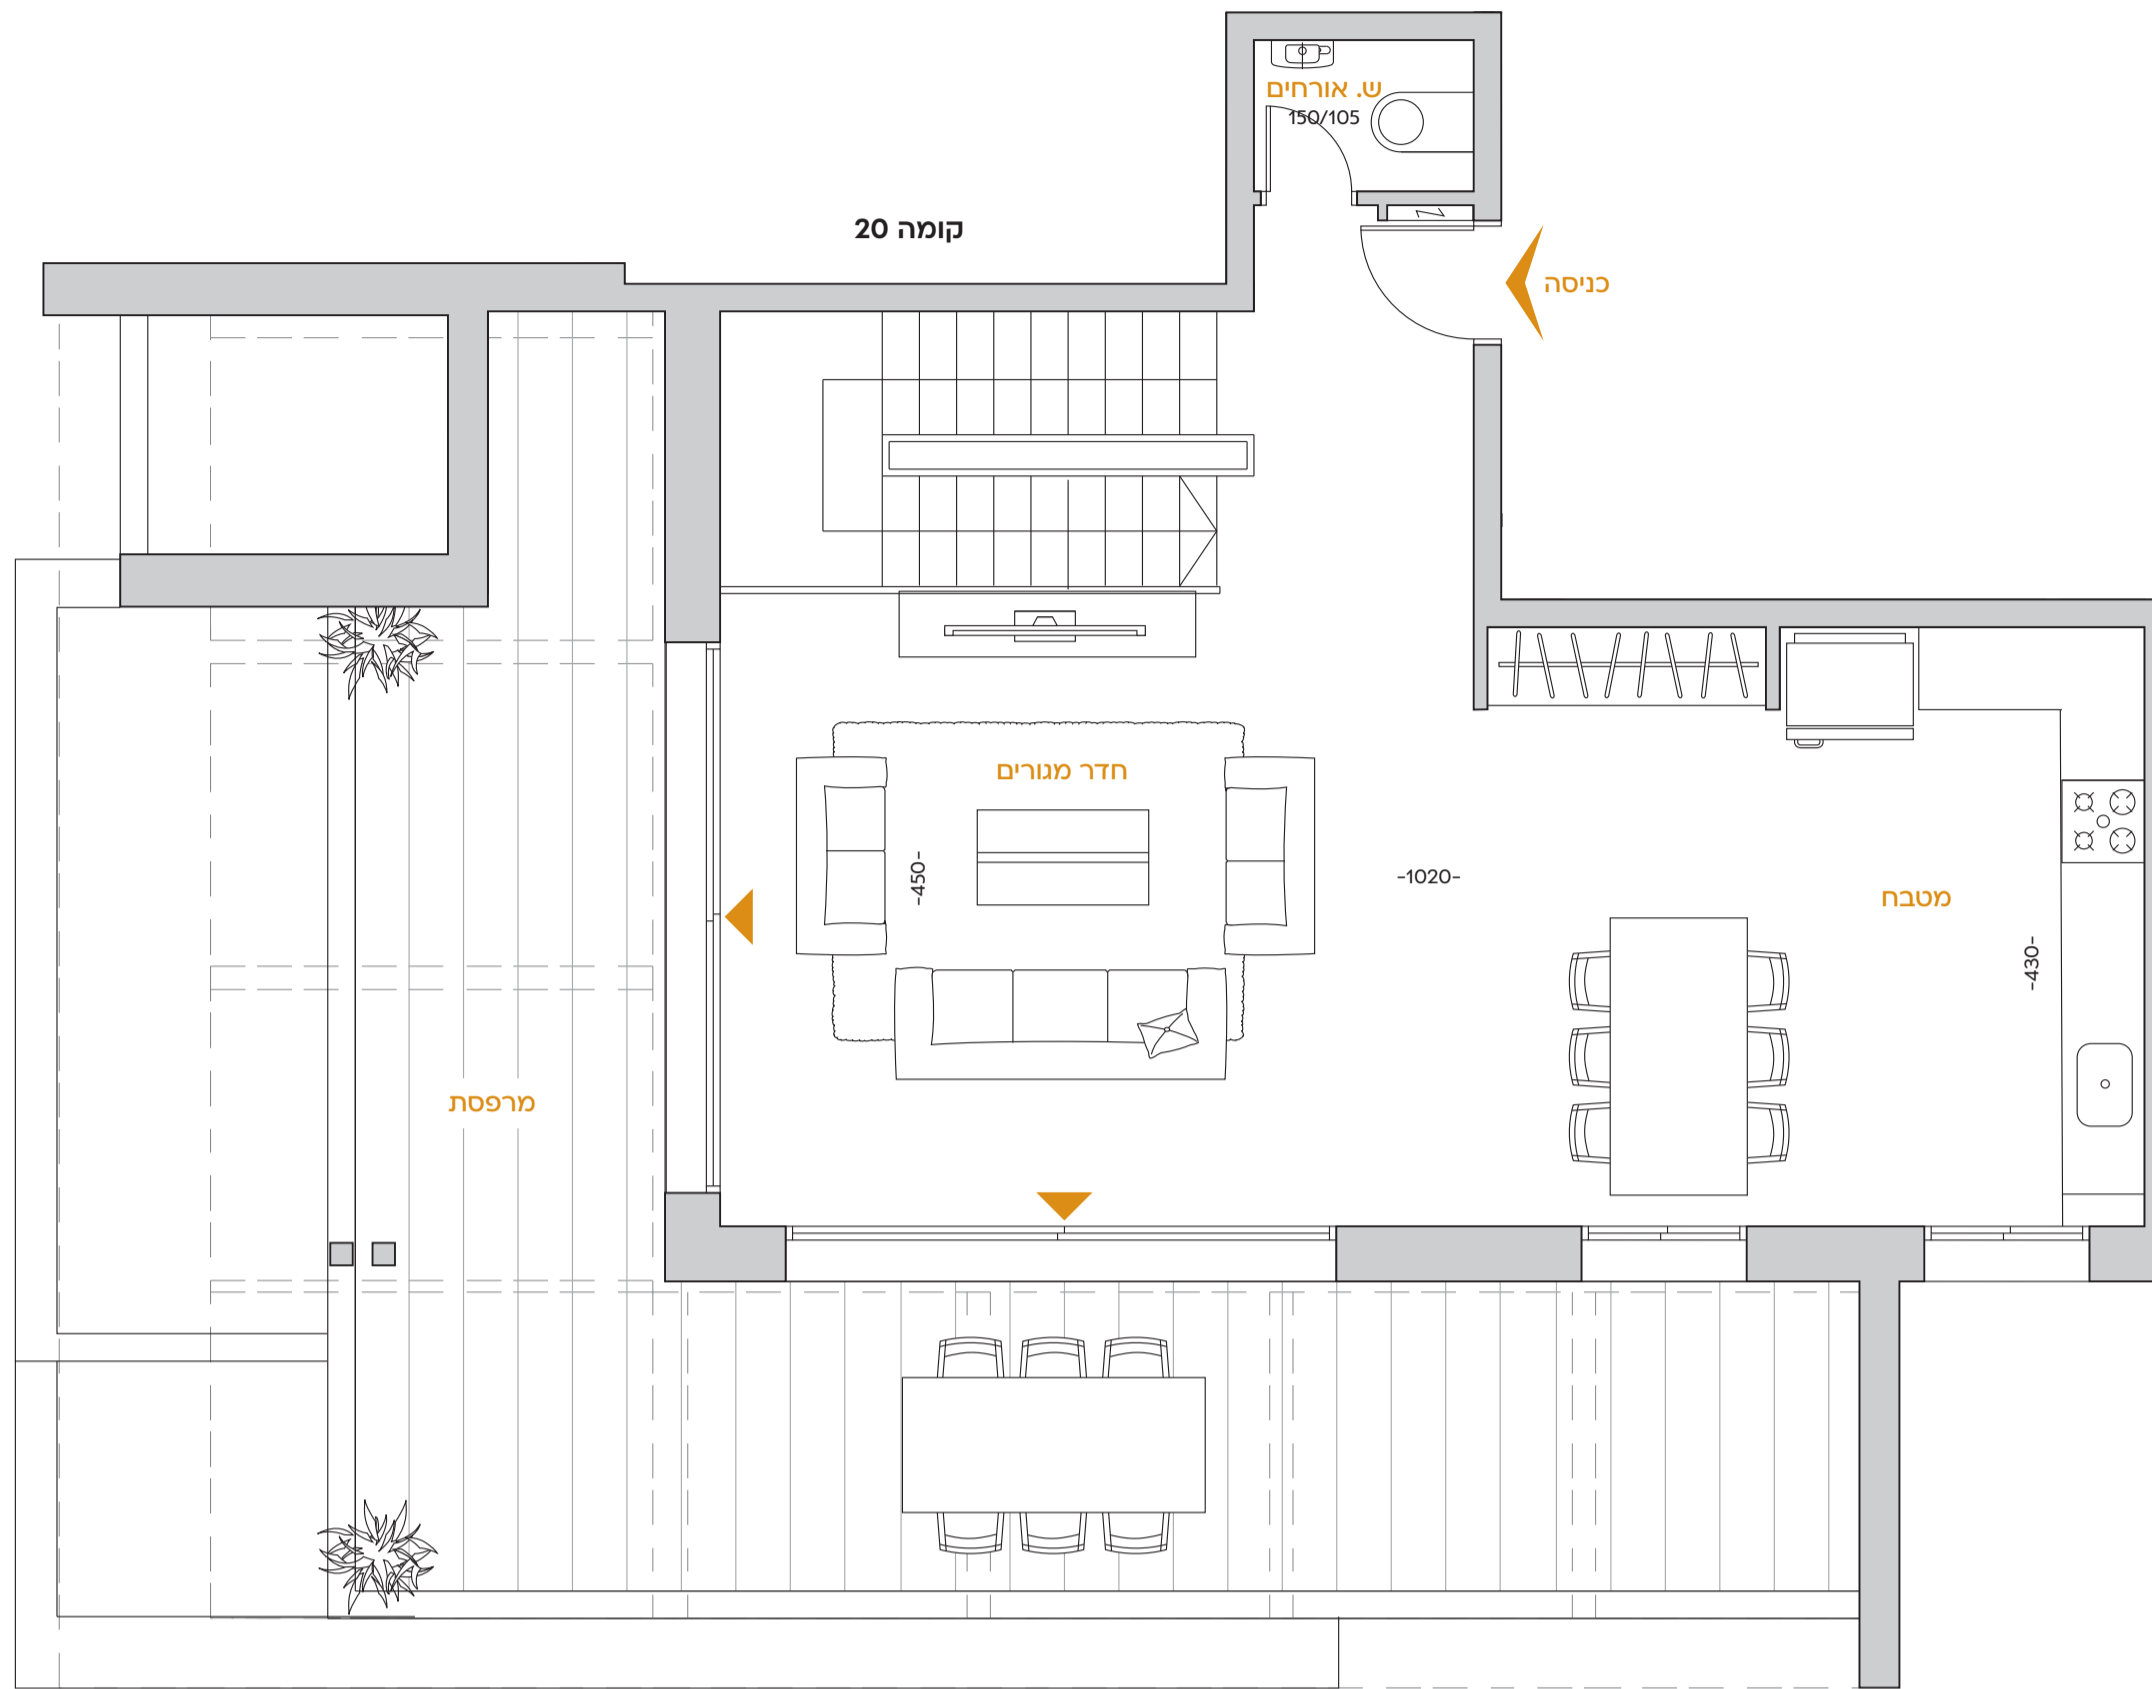 ש. אורחים
150/105
קומה 20
כניסה
חדר מגורים
-450-
-1020-
מטבח
-430-
מרפסת